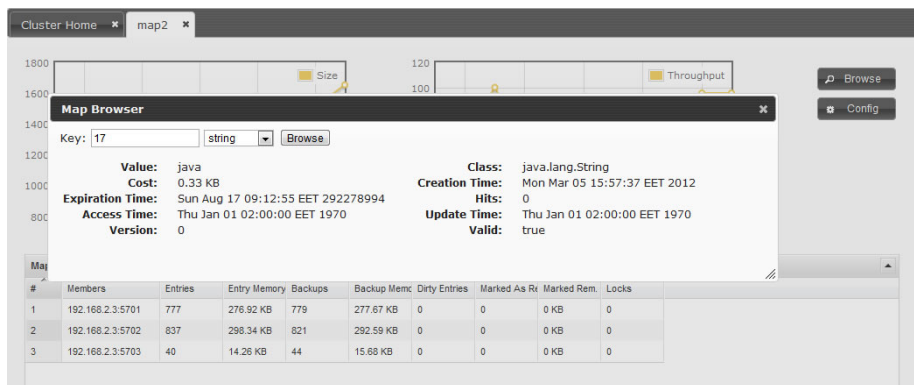 Cluster Home × map2 ×
1800 Size 120 Throughput Browse
1600 100 Config
Map Browser ×
1400 Key: 17 string Browse
1200 Value: java Class: java.lang.String
1000 Cost: 0.33 KB Creation Time: Mon Mar 05 15:57:37 EET 2012
Expiration Time: Sun Aug 17 09:12:55 EET 292278994 Hits: 0
800 Access Time: Thu Jan 01 02:00:00 EET 1970 Update Time: Thu Jan 01 02:00:00 EET 1970
Version: 0 Valid: true
Map
# Members Entries Entry Memory Backups Backup Memo Dirty Entries Marked As Re Marked Rem. Locks
1 192.168.2.3:5701 777 276.92 KB 779 277.67 KB 0 0 0 KB 0
2 192.168.2.3:5702 837 298.34 KB 821 292.59 KB 0 0 0 KB 0
3 192.168.2.3:5703 40 14.26 KB 44 15.68 KB 0 0 0 KB 0